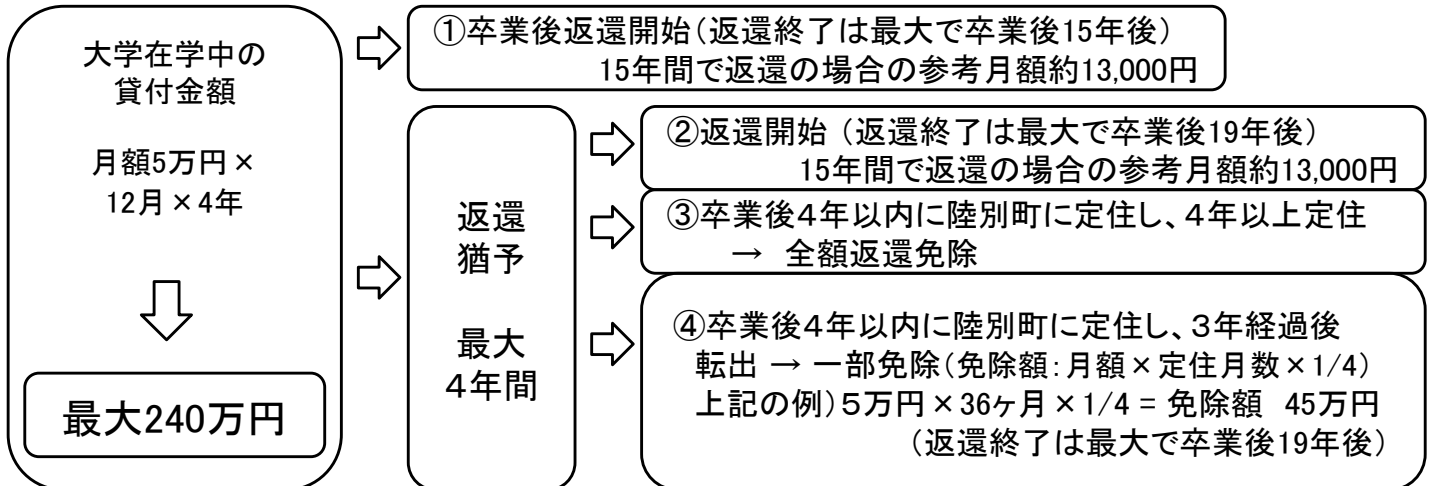 大学在学中の
貸付金額
月額5万円×
12月×4年
最大240万円
①卒業後返還開始(返還終了は最大で卒業後15年後)
15年間で返還の場合の参考月額約13,000円
返還
猶予
最大
4年間
②返還開始(返還終了は最大で卒業後19年後)
15年間で返還の場合の参考月額約13,000円
③卒業後4年以内に陸別町に定住し、4年以上定住
→ 全額返還免除
④卒業後4年以内に陸別町に定住し、3年経過後
転出 → 一部免除(免除額:月額×定住月数×1/4)
上記の例)5万円×36ヶ月×1/4 = 免除額 45万円
(返還終了は最大で卒業後19年後)